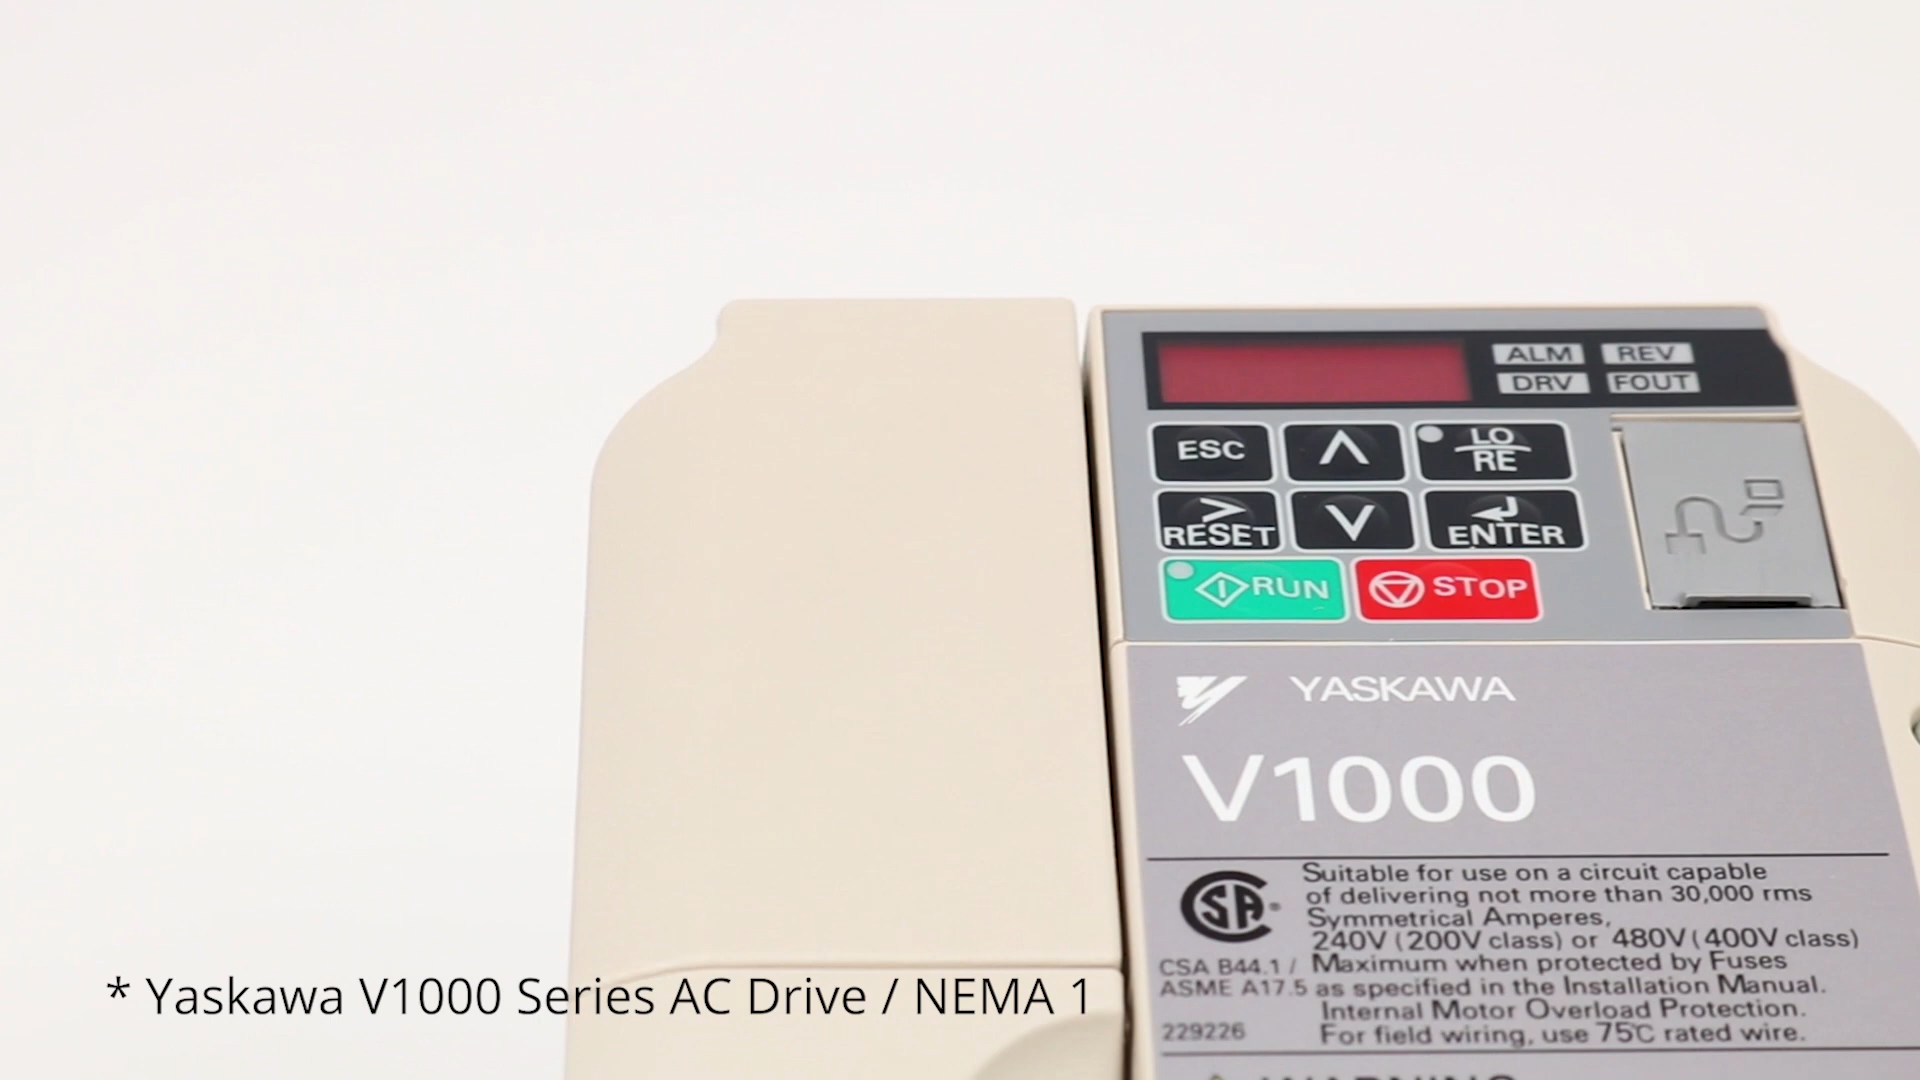 ALM REV
DRV FOUT
ESC
LO
RE
RESET
ENTER
RUN STOP
YASKAWA
V1000
CSA
Suitable for use on a circuit capable
of delivering not more than 30,000 rms
Symmetrical Amperes,
240V (200V class) or 480V (400V class)
CSA B44.1 / Maximum when protected by Fuses
ASME A17.5 as specified in the Installation Manual.
Internal Motor Overload Protection.
229226 For field wiring, use 75°C rated wire.
WARNING
* Yaskawa V1000 Series AC Drive / NEMA 1